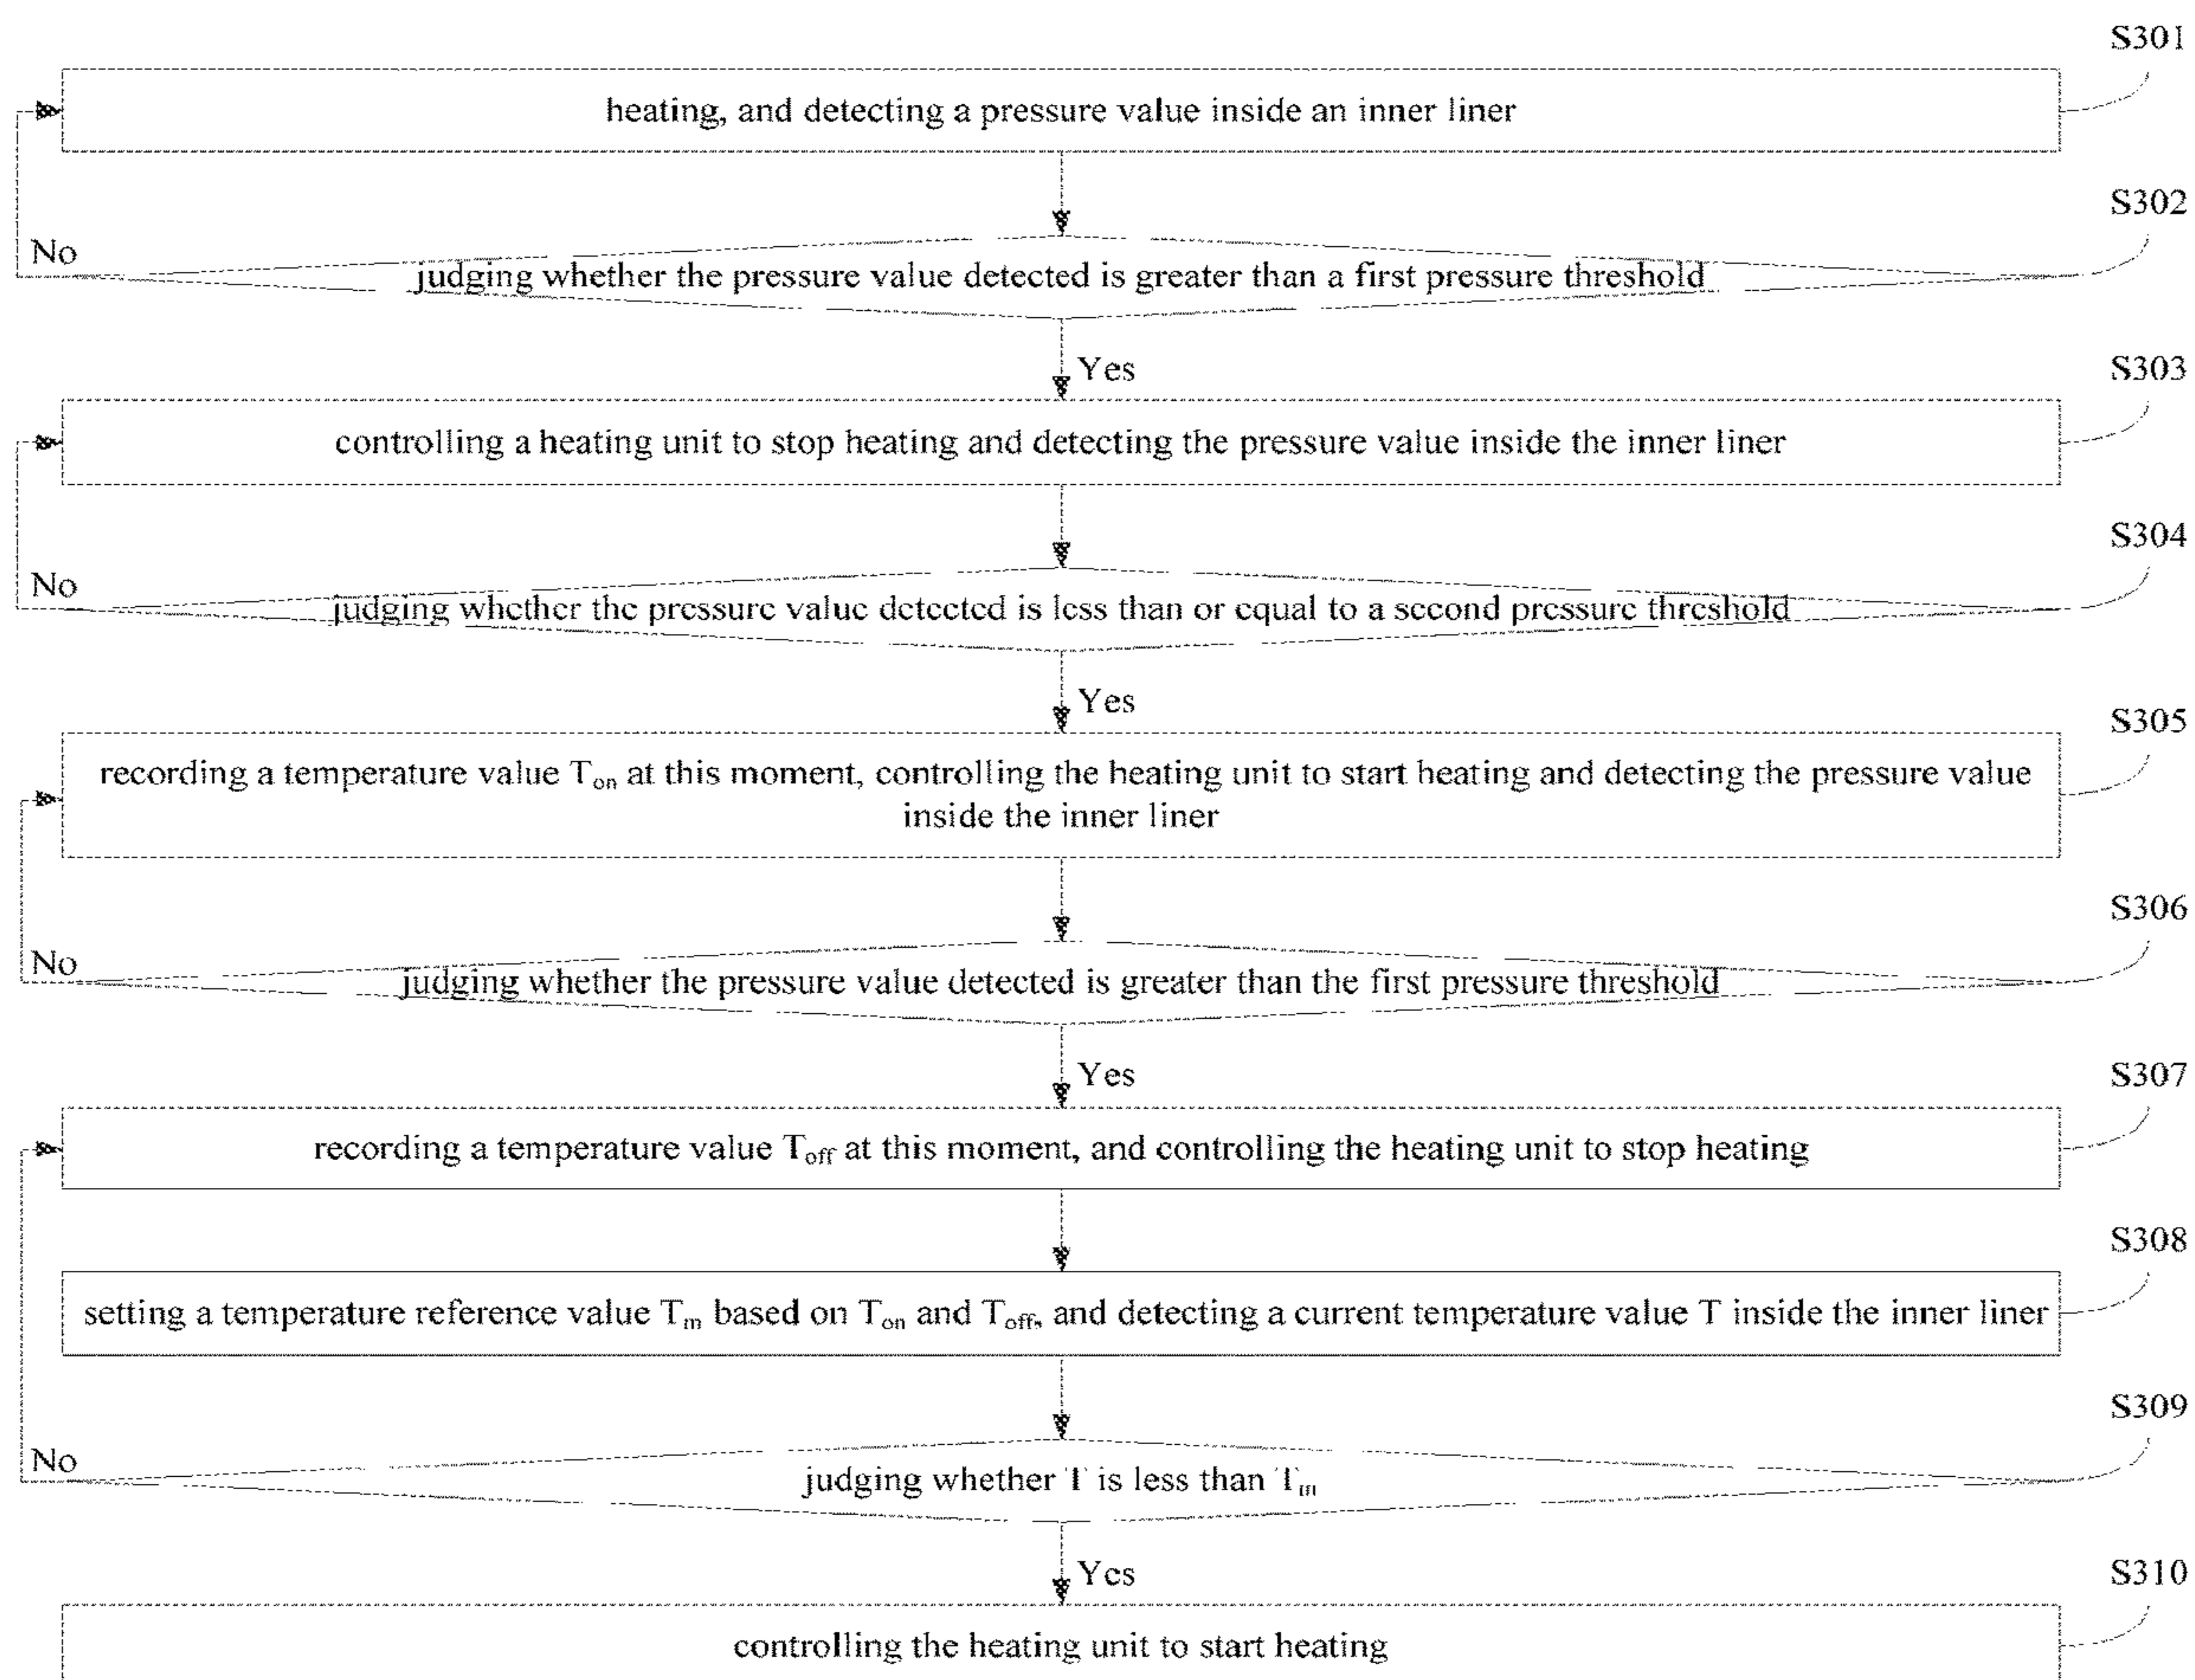 S301
heating, and detecting a pressure value inside an inner liner
S302
No
judging whether the pressure value detected is greater than a first pressure threshold
Yes
S303
controlling a heating unit to stop heating and detecting the pressure value inside the inner liner
S304
No
judging whether the pressure value detected is less than or equal to a second pressure threshold
Yes
S305
recording a temperature value Ton at this moment, controlling the heating unit to start heating and detecting the pressure value
inside the inner liner
S306
No
judging whether the pressure value detected is greater than the first pressure threshold
Yes
S307
recording a temperature value Toff at this moment, and controlling the heating unit to stop heating
S308
setting a temperature reference value Tm based on Ton and Toff, and detecting a current temperature value T inside the inner liner
S309
No
judging whether T is less than Tm
Yes
S310
controlling the heating unit to start heating